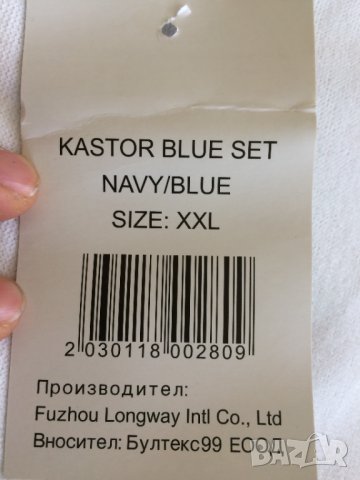 KASTOR BLUE SET
NAVY/BLUE
SIZE: XXL
2 030118 002809
Производител:
Fuzhou Longway Intl Co., Ltd
Вносител: Бултекс99 ЕООД
BAZAR